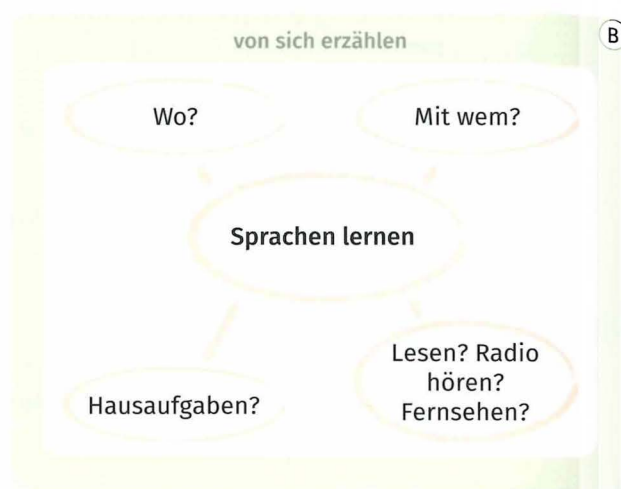 von sich erzählen
B
Wo?
Mit wem?
Sprachen lernen
Hausaufgaben?
Lesen? Radio
hören?
Fernsehen?